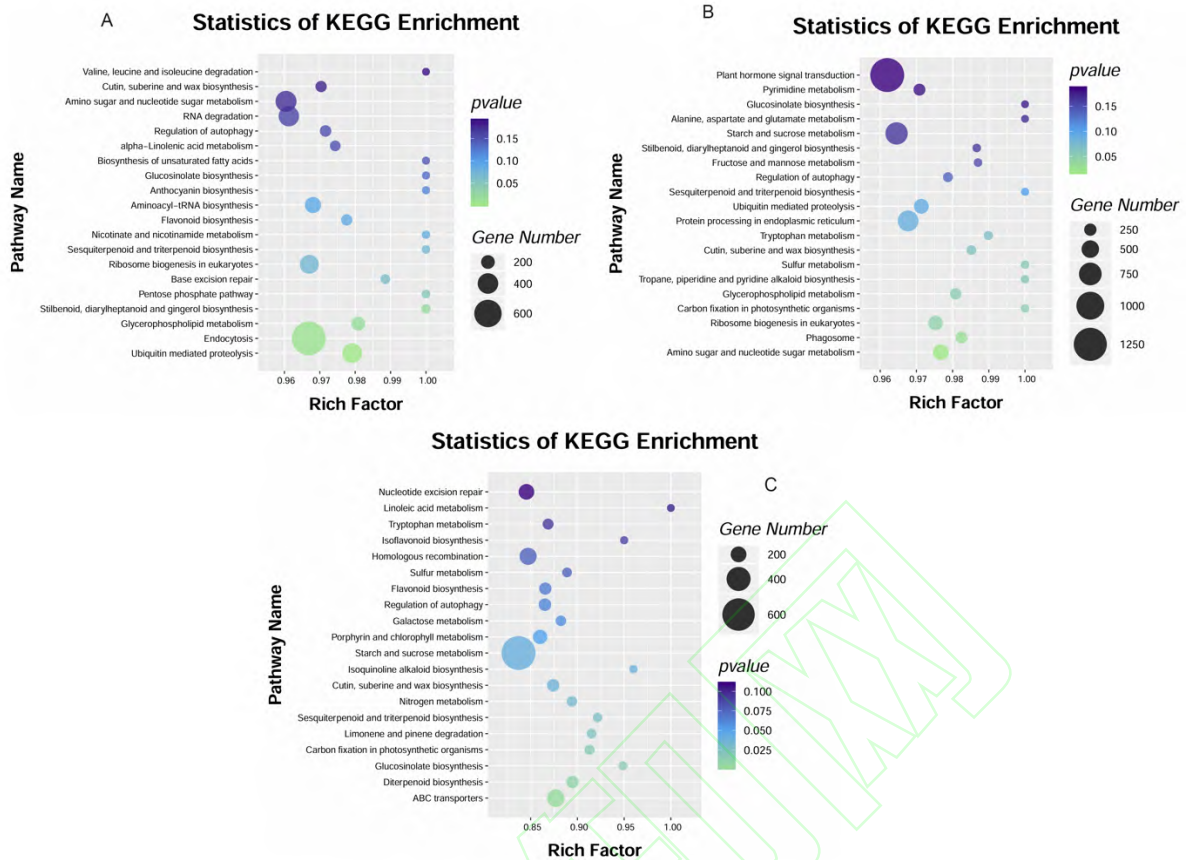 A
Statistics of KEGG Enrichment
Pathway Name
Valine, leucine and isoleucine degradation
Cutin, suberine and wax biosynthesis
Amino sugar and nucleotide sugar metabolism
RNA degradation
Regulation of autophagy
alpha-Linolenic acid metabolism
Biosynthesis of unsaturated fatty acids
Glucosinolate biosynthesis
Anthocyanin biosynthesis
Aminoacyl-tRNA biosynthesis
Flavonoid biosynthesis
Nicotinate and nicotinamide metabolism
Sesquiterpenoid and triterpenoid biosynthesis
Ribosome biogenesis in eukaryotes
Base excision repair
Pentose phosphate pathway
Stilbenoid, diarylheptanoid and gingerol biosynthesis
Glycerophospholipid metabolism
Endocytosis
Ubiquitin mediated proteolysis
0.96 0.97 0.98 0.99 1.00
Rich Factor
pvalue
0.15
0.10
0.05
Gene Number
200
400
600
B
Statistics of KEGG Enrichment
Pathway Name
Plant hormone signal transduction
Pyrimidine metabolism
Glucosinolate biosynthesis
Alanine, aspartate and glutamate metabolism
Starch and sucrose metabolism
Stilbenoid, diarylheptanoid and gingerol biosynthesis
Fructose and mannose metabolism
Regulation of autophagy
Sesquiterpenoid and triterpenoid biosynthesis
Ubiquitin mediated proteolysis
Protein processing in endoplasmic reticulum
Tryptophan metabolism
Cutin, suberine and wax biosynthesis
Sulfur metabolism
Tropane, piperidine and pyridine alkaloid biosynthesis
Glycerophospholipid metabolism
Carbon fixation in photosynthetic organisms
Ribosome biogenesis in eukaryotes
Phagosome
Amino sugar and nucleotide sugar metabolism
0.96 0.97 0.98 0.99 1.00
Rich Factor
pvalue
0.15
0.10
0.05
Gene Number
250
500
750
1000
1250
Statistics of KEGG Enrichment
C
Pathway Name
Nucleotide excision repair
Linoleic acid metabolism
Tryptophan metabolism
Isoflavonoid biosynthesis
Homologous recombination
Sulfur metabolism
Flavonoid biosynthesis
Regulation of autophagy
Galactose metabolism
Porphyrin and chlorophyll metabolism
Starch and sucrose metabolism
Isoquinoline alkaloid biosynthesis
Cutin, suberine and wax biosynthesis
Nitrogen metabolism
Sesquiterpenoid and triterpenoid biosynthesis
Limonene and pinene degradation
Carbon fixation in photosynthetic organisms
Glucosinolate biosynthesis
Diterpenoid biosynthesis
ABC transporters
0.85 0.90 0.95 1.00
Rich Factor
Gene Number
200
400
600
pvalue
0.100
0.075
0.050
0.025